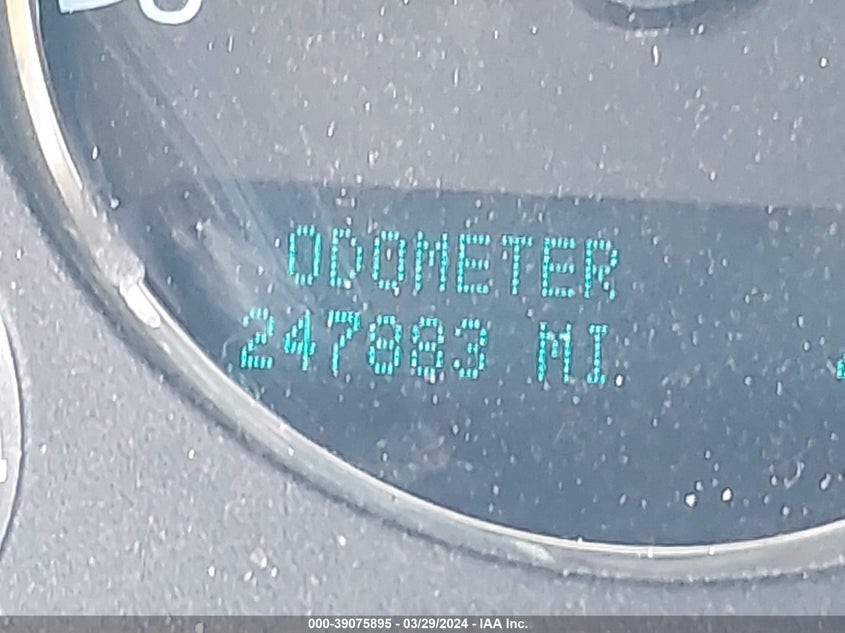 ODOMETER
247883 MI
000-39075895 - 03/29/2024 - IAA Inc.